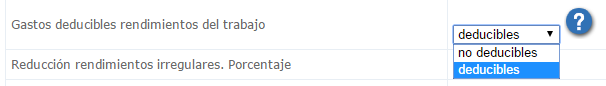 Gastos deducibles rendimientos del trabajo
deducibles
?
no deducibles
deducibles
Reducción rendimientos irregulares. Porcentaje